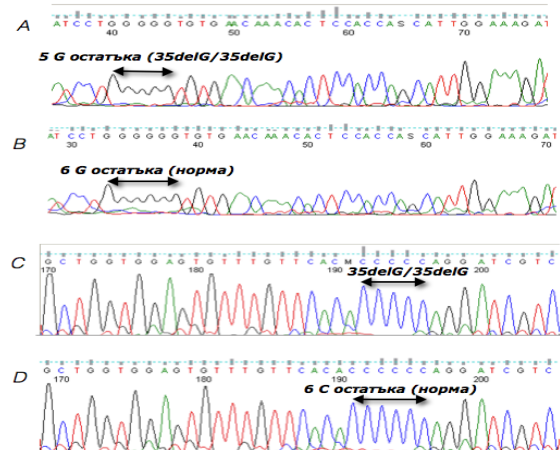 A
ATCCTGGGGGTGTGAACAAACACTCCACCASCATTGGAAAGAT
40 50 60 70
5 G остатъка (35delG/35delG)
ATCCTGGGGGGTGTGAACAAACACTCCACCASCATTGGAAAGAT
30 40 50 60 70
B
6 G остатъка (норма)
C
GCTGGTGGAGTGTTTGTTCACMCCCCCAGGATCGTC
170 180 190 200
35delG/35delG
D
GCTGGTGGAGTGTTTGTTCACACCCCCCAGGATCGTC
170 180 190 200
6 C остатъка (норма)